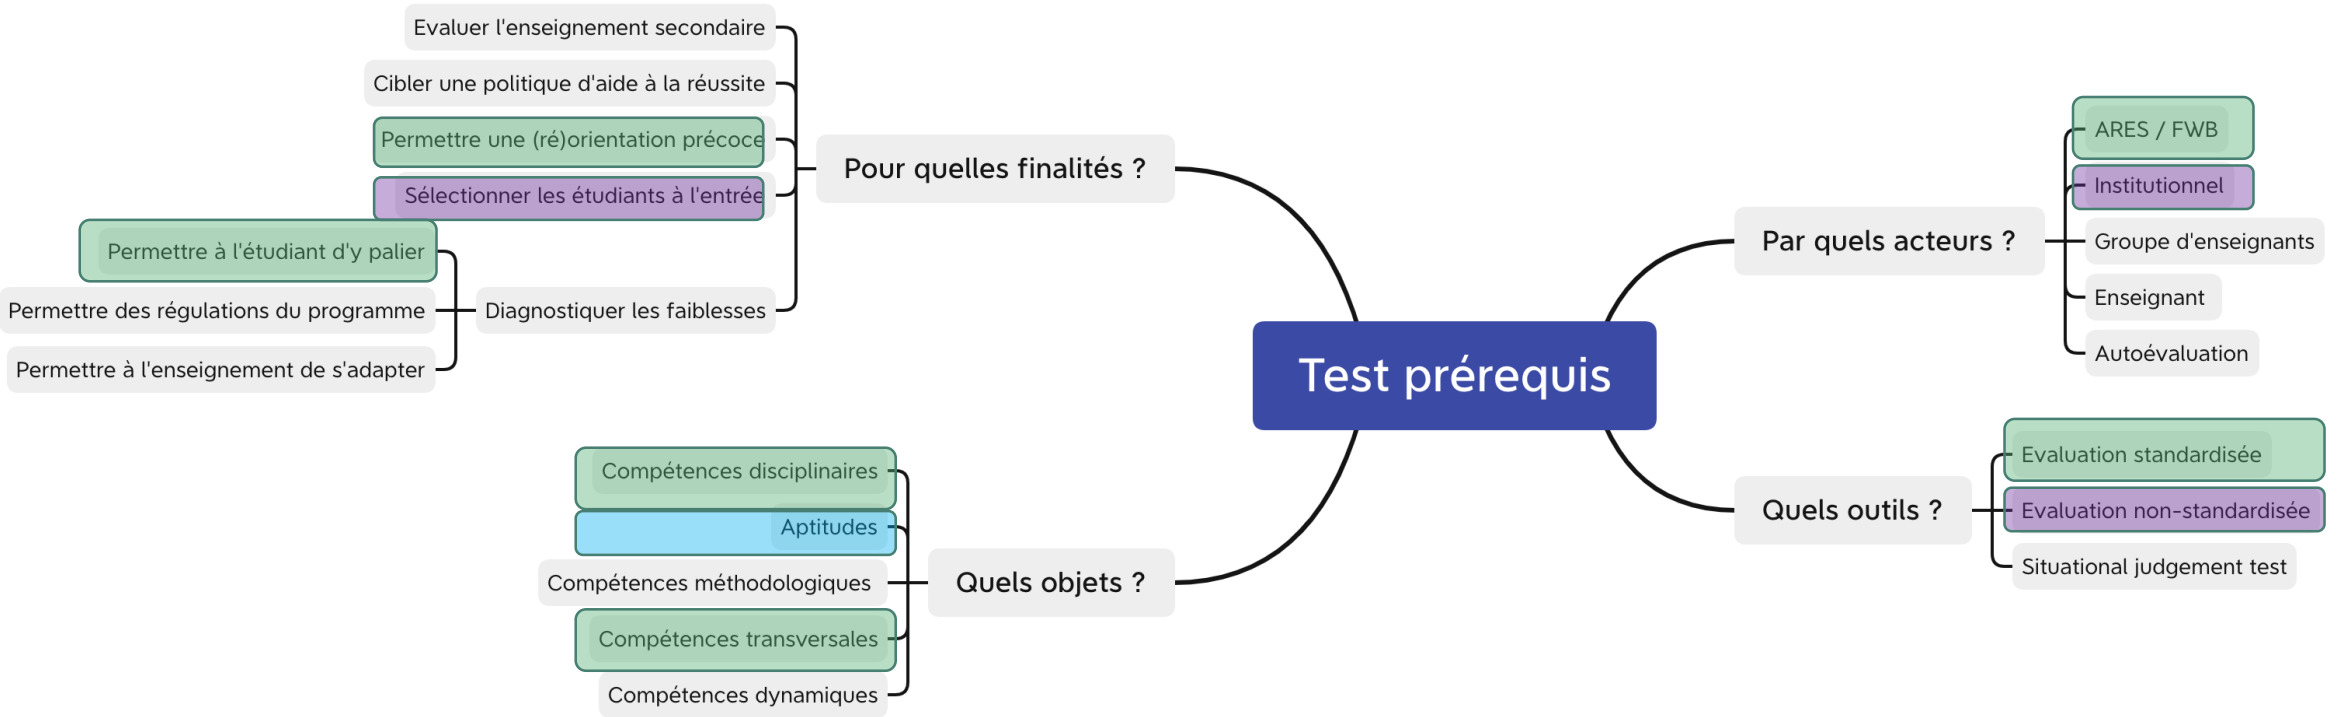 Evaluer l'enseignement secondaire
Cibler une politique d'aide à la réussite
Permettre une (ré)orientation précoce
Sélectionner les étudiants à l'entrée
Permettre à l'étudiant d'y palier
Permettre des régulations du programme
Permettre à l'enseignement de s'adapter
Diagnostiquer les faiblesses
Pour quelles finalités ?
Compétences disciplinaires
Aptitudes
Compétences méthodologiques
Compétences transversales
Compétences dynamiques
Quels objets ?
Test prérequis
Par quels acteurs ?
ARES / FWB
Institutionnel
Groupe d'enseignants
Enseignant
Autoévaluation
Quels outils ?
Evaluation standardisée
Evaluation non-standardisée
Situational judgement test